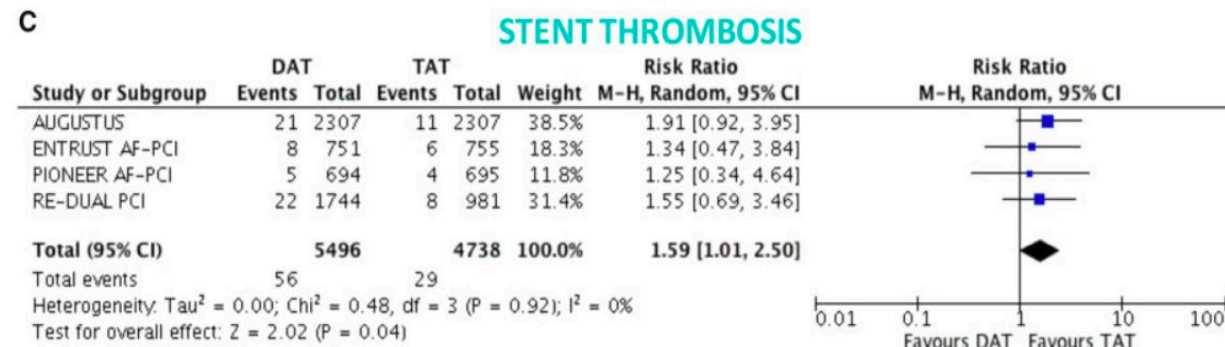 C
STENT THROMBOSIS
DAT TAT Risk Ratio Risk Ratio
Study or Subgroup Events Total Events Total Weight M-H, Random, 95% CI M-H, Random, 95% CI
AUGUSTUS 21 2307 11 2307 38.5% 1.91 [0.92, 3.95]
ENTRUST AF-PCI 8 751 6 755 18.3% 1.34 [0.47, 3.84]
PIONEER AF-PCI 5 694 4 695 11.8% 1.25 [0.34, 4.64]
RE-DUAL PCI 22 1744 8 981 31.4% 1.55 [0.69, 3.46]
Total (95% CI) 5496 4738 100.0% 1.59 [1.01, 2.50]
Total events 56 29
Heterogeneity: Tau² = 0.00; Chi² = 0.48, df = 3 (P = 0.92); I² = 0%
Test for overall effect: Z = 2.02 (P = 0.04)
0.01 0.1 1 10 100
Favours DAT Favours TAT